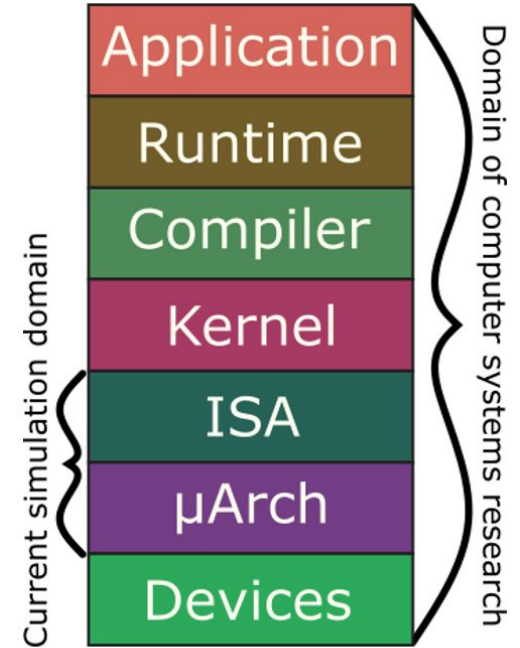 Application
Runtime
Compiler
Kernel
ISA
μArch
Devices
Current simulation domain
Domain of computer systems research